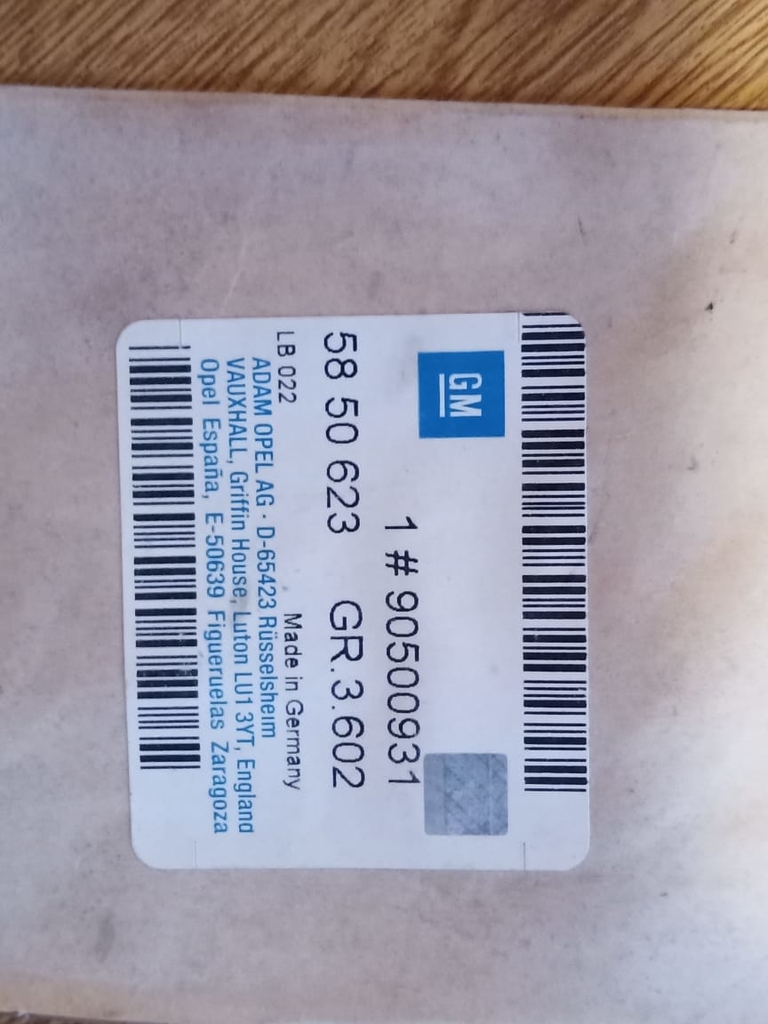 GM
1 # 90500931
58 50 623 GR.3.602
LB 022 Made in Germany
ADAM OPEL AG · D-65423 Rüsselsheim
VAUXHALL, Griffin House, Luton LU1 3YT, England
Opel España, E-50639 Figueruelas Zaragoza